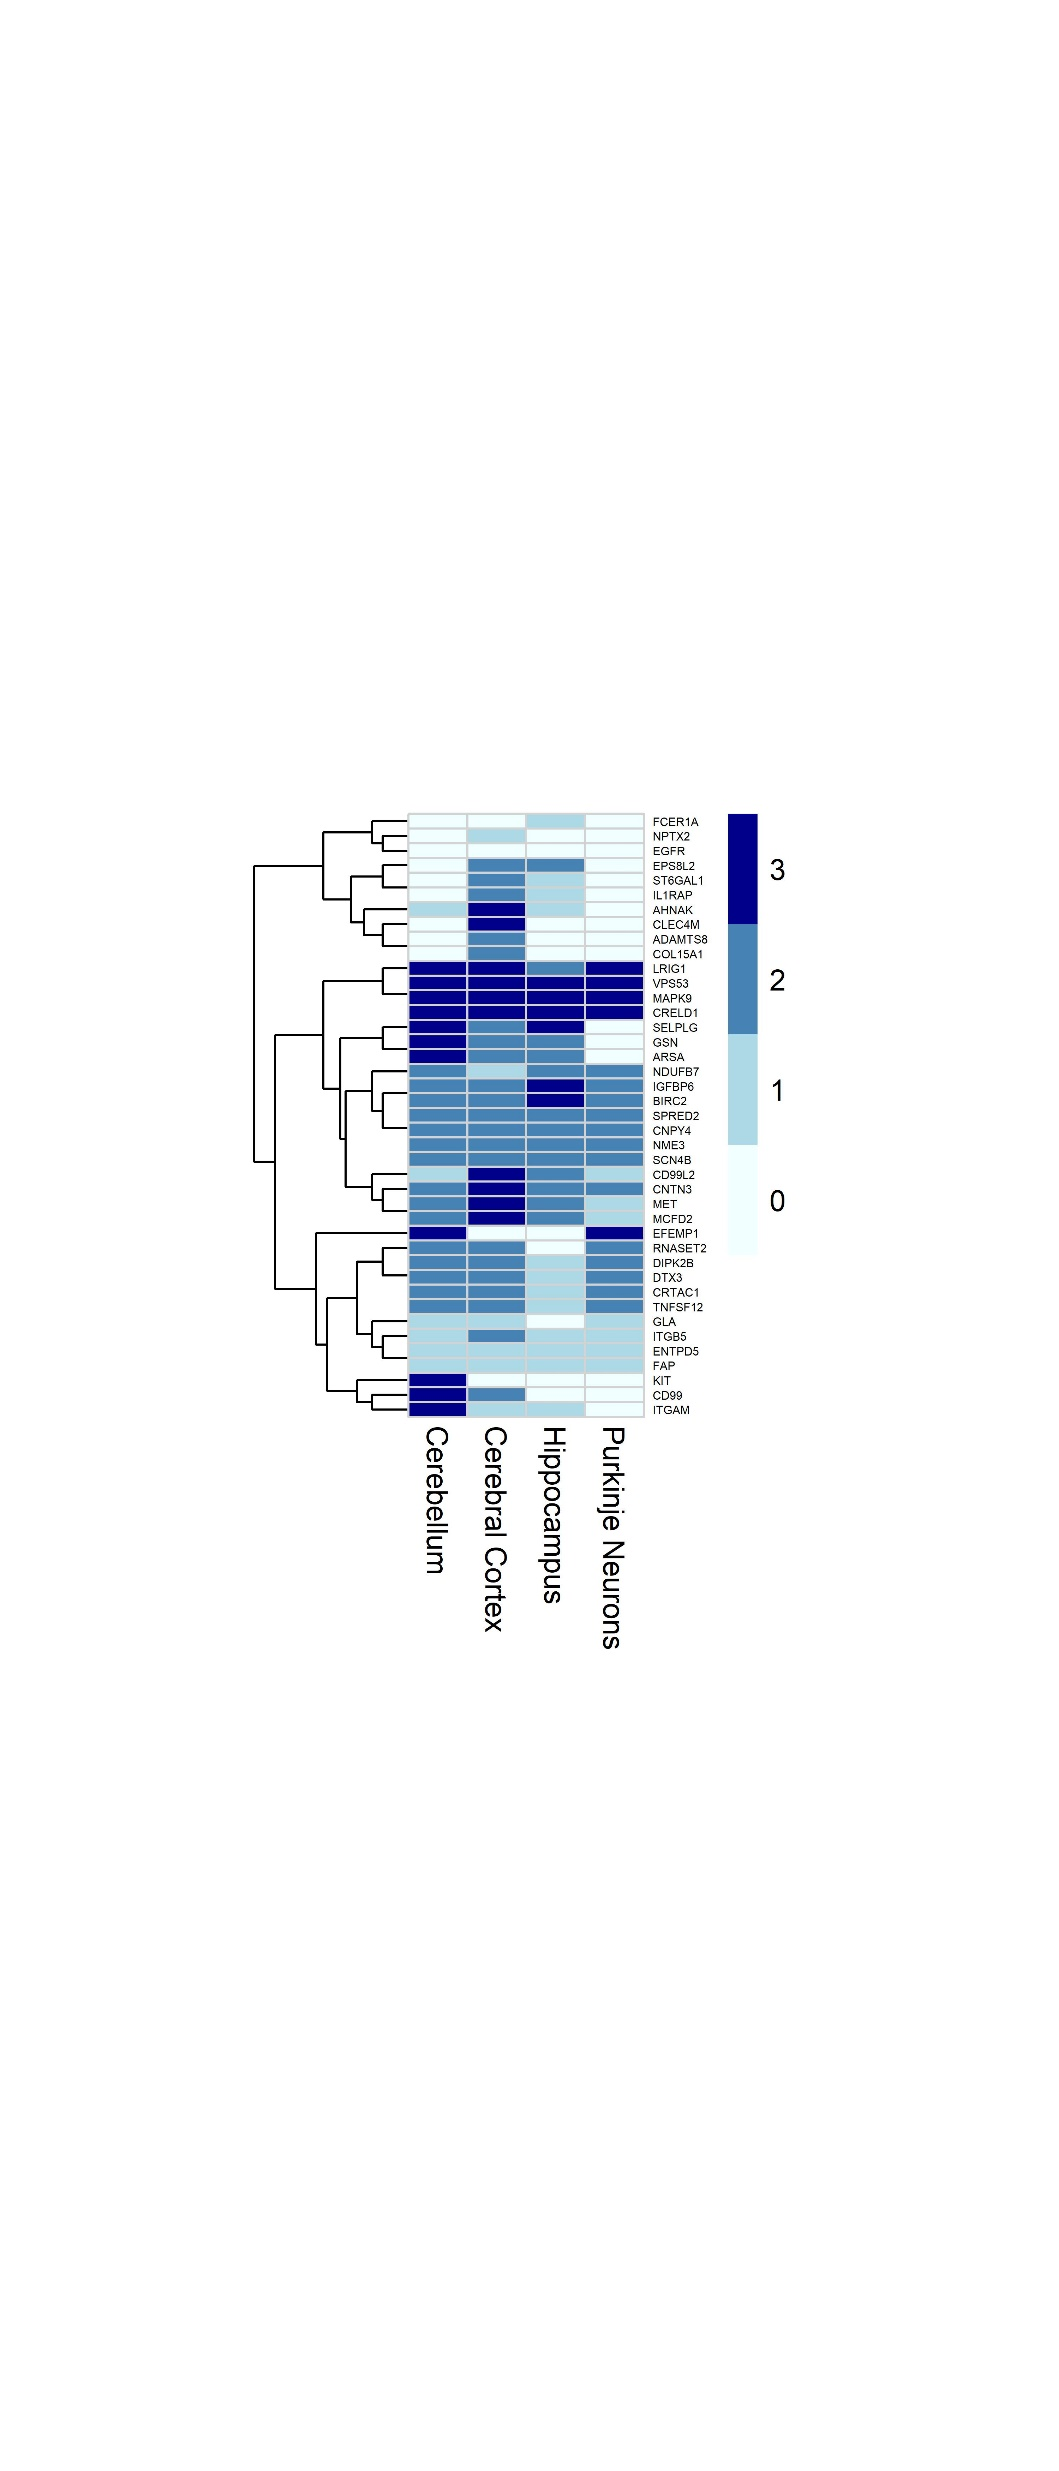 FCER1A
NPTX2
EGFR
EPS8L2
ST6GAL1
IL1RAP
AHNAK
CLEC4M
ADAMTS8
COL15A1
LRIG1
VPS53
MAPK9
CRELD1
SELPLG
GSN
ARSA
NDUFB7
IGFBP6
BIRC2
SPRED2
CNPY4
NME3
SCN4B
CD99L2
CNTN3
MET
MCFD2
EFEMP1
RNASET2
DIPK2B
DTX3
CRTAC1
TNFSF12
GLA
ITGB5
ENTPD5
FAP
KIT
CD99
ITGAM
3
2
1
0
Cerebellum
Cerebral Cortex
Hippocampus
Purkinje Neurons